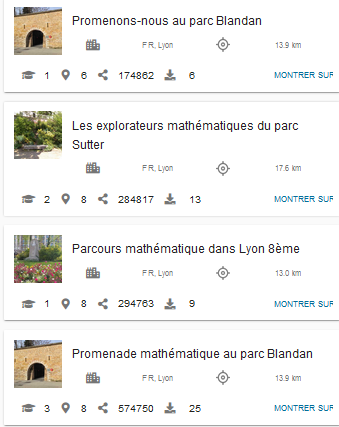 Promenons-nous au parc Blandan
FR, Lyon 13.9 km
1 6 174862 6 MONTRER SUR
Les explorateurs mathématiques du parc
Sutter
FR, Lyon 17.6 km
2 8 284817 13 MONTRER SUR
Parcours mathématique dans Lyon 8ème
FR, Lyon 13.0 km
1 8 294763 9 MONTRER SUR
Promenade mathématique au parc Blandan
FR, Lyon 13.9 km
3 8 574750 25 MONTRER SUR